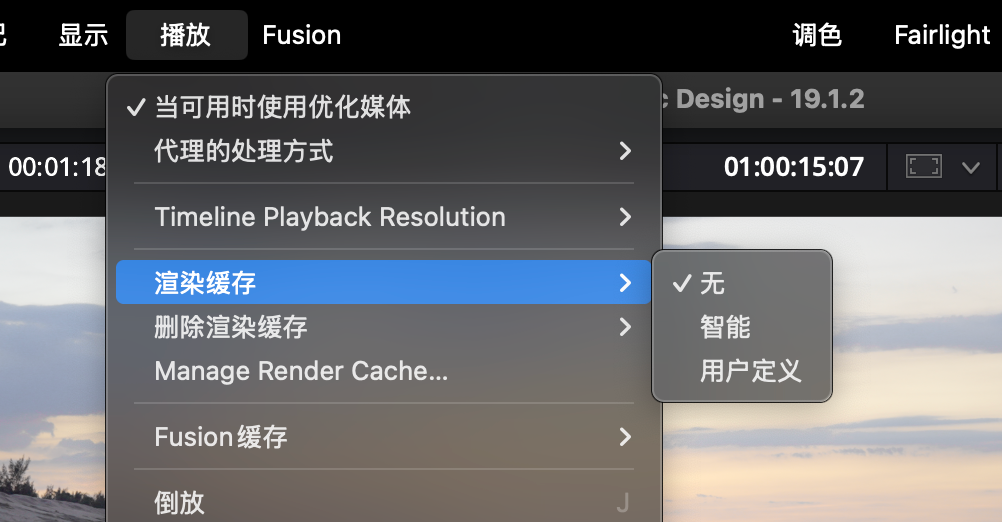 显示 播放 Fusion 调色 Fairlight
c Design - 19.1.2
✓ 当可用时使用优化媒体
代理的处理方式
00:01:18 01:00:15:07
Timeline Playback Resolution
渲染缓存
✓ 无
删除渲染缓存
智能
Manage Render Cache...
用户定义
Fusion缓存
倒放 J